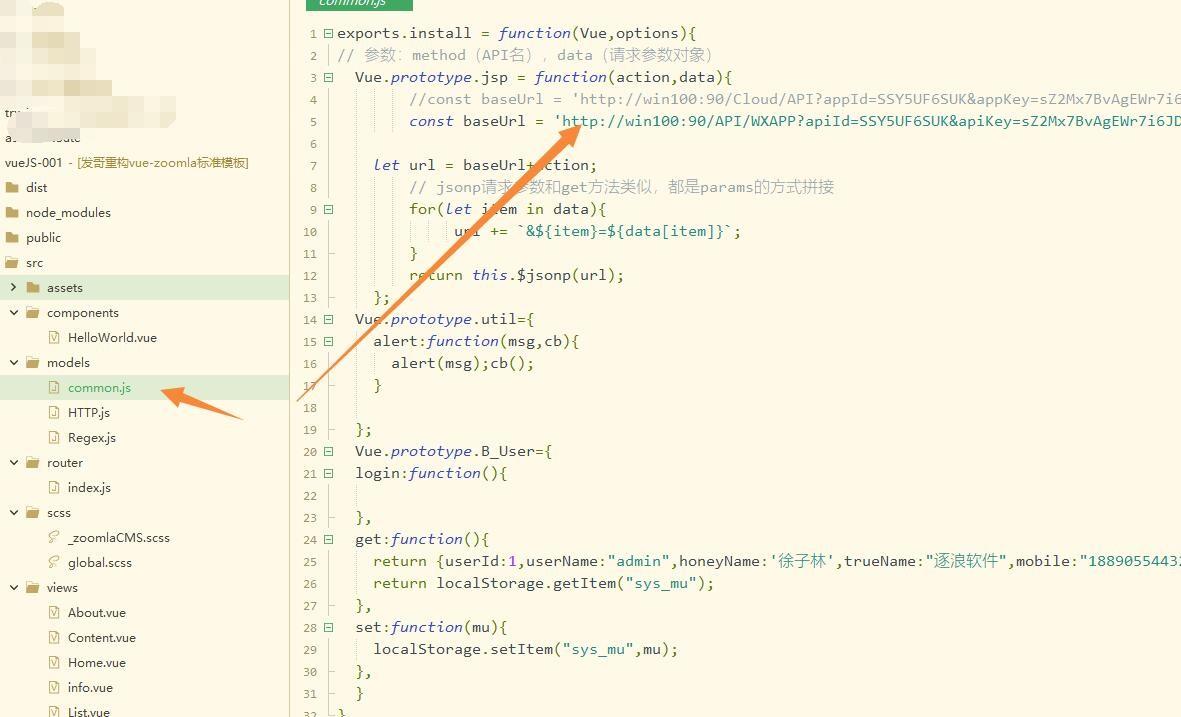 common.js
vueJS-001 - [发哥重构vue-zoomla标准模板]
dist
node_modules
public
src
assets
components
HelloWorld.vue
models
common.js
HTTP.js
Regex.js
router
index.js
scss
_zoomlaCMS.scss
global.scss
views
About.vue
Content.vue
Home.vue
info.vue
List.vue
1 exports.install = function(Vue,options){
2 // 参数：method（API名），data（请求参数对象）
3 Vue.prototype.jsp = function(action,data){
4 //const baseUrl = 'http://win100:90/Cloud/API?appId=SSY5UF6SUK&appKey=sZ2Mx7BvAgEWr7i6
5 const baseUrl = 'http://win100:90/API/WXAPP?apiId=SSY5UF6SUK&apiKey=sZ2Mx7BvAgEWr7i6JD
6
7 let url = baseUrl+action;
8 // jsonp请求参数和get方法类似，都是params的方式拼接
9 for(let item in data){
10 url += `&${item}=${data[item]}`;
11 }
12 return this.$jsonp(url);
13 };
14 Vue.prototype.util={
15 alert:function(msg,cb){
16 alert(msg);cb();
17 }
18
19 };
20 Vue.prototype.B_User={
21 login:function(){
22
23 },
24 get:function(){
25 return {userId:1,userName:"admin",honeyName:'徐子林',trueName:"逐浪软件",mobile:"1889055443
26 return localStorage.getItem("sys_mu");
27 },
28 set:function(mu){
29 localStorage.setItem("sys_mu",mu);
30 },
31 }
32 }